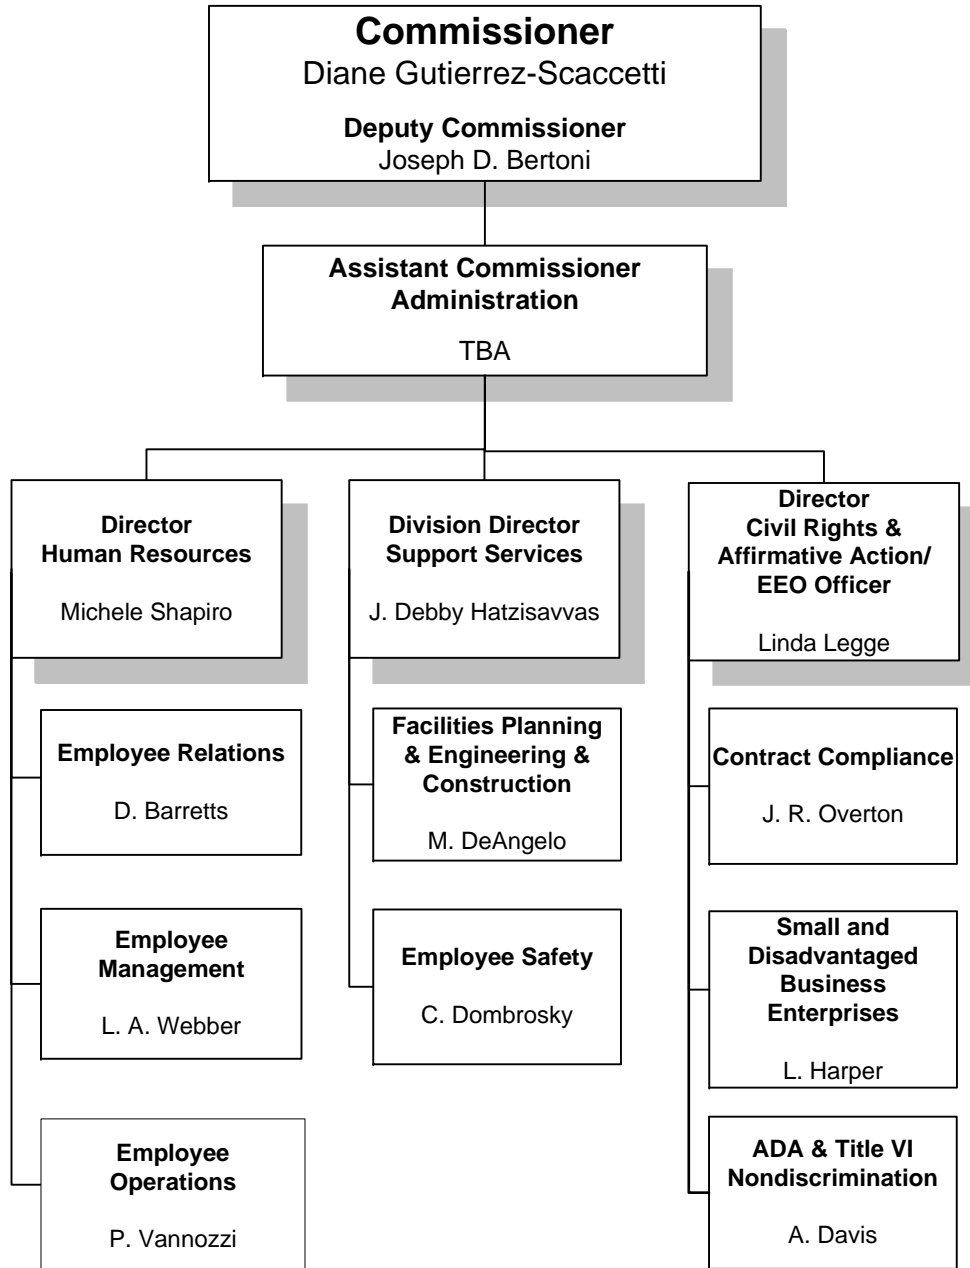 Commissioner
Diane Gutierrez-Scaccetti
Deputy Commissioner
Joseph D. Bertoni
Assistant Commissioner
Administration
TBA
Director
Human Resources
Michele Shapiro
Division Director
Support Services
J. Debby Hatzisavvas
Director
Civil Rights &
Affirmative Action/
EEO Officer
Linda Legge
Employee Relations
D. Barretts
Facilities Planning
& Engineering &
Construction
M. DeAngelo
Contract Compliance
J. R. Overton
Employee
Management
L. A. Webber
Employee Safety
C. Dombrosky
Small and
Disadvantaged
Business
Enterprises
L. Harper
Employee
Operations
P. Vannozzi
ADA & Title VI
Nondiscrimination
A. Davis